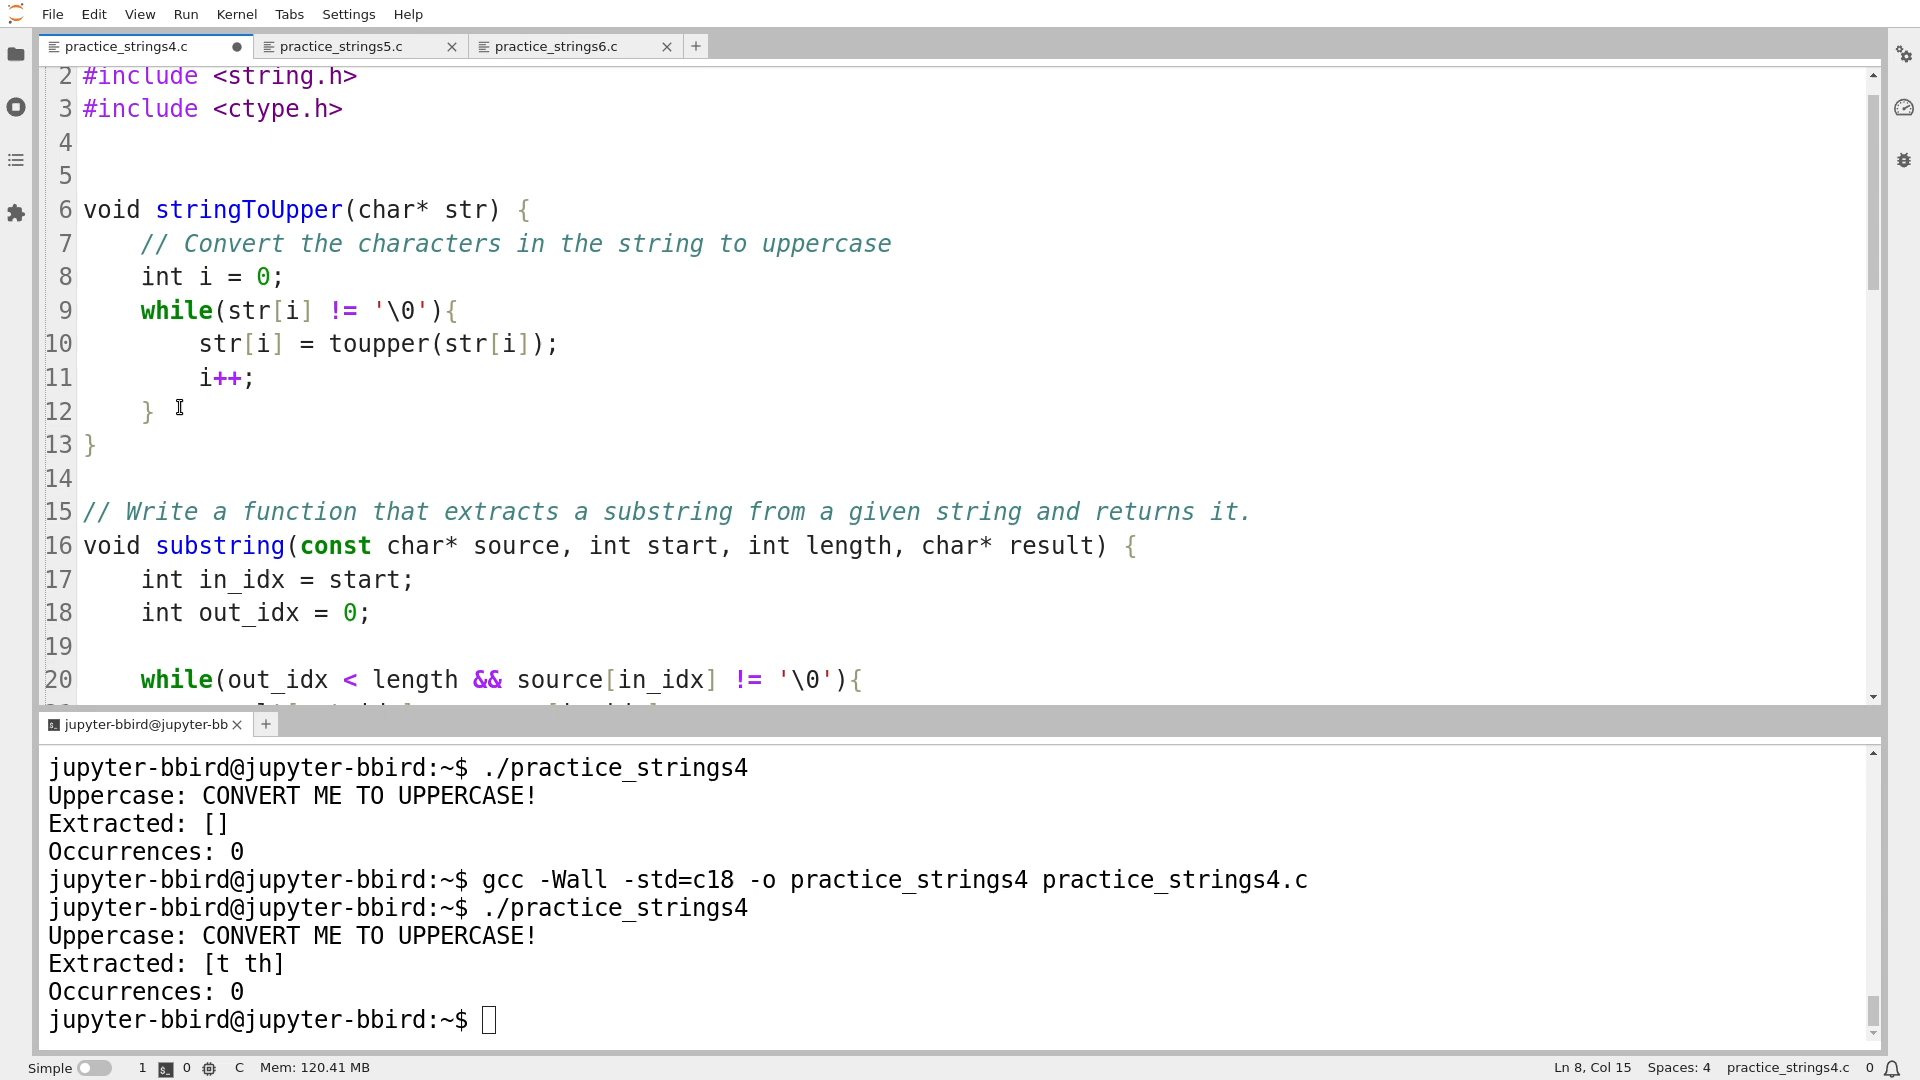 File Edit View Run Kernel Tabs Settings Help
practice_strings4.c practice_strings5.c practice_strings6.c
2 #include <string.h>
3 #include <ctype.h>
4
5
6 void stringToUpper(char* str) {
7 // Convert the characters in the string to uppercase
8 int i = 0;
9 while(str[i] != '\0'){
10 str[i] = toupper(str[i]);
11 i++;
12 }
13 }
14
15 // Write a function that extracts a substring from a given string and returns it.
16 void substring(const char* source, int start, int length, char* result) {
17 int in_idx = start;
18 int out_idx = 0;
19
20 while(out_idx < length && source[in_idx] != '\0'){
jupyter-bbird@jupyter-bb
jupyter-bbird@jupyter-bbird:~$ ./practice_strings4
Uppercase: CONVERT ME TO UPPERCASE!
Extracted: []
Occurrences: 0
jupyter-bbird@jupyter-bbird:~$ gcc -Wall -std=c18 -o practice_strings4 practice_strings4.c
jupyter-bbird@jupyter-bbird:~$ ./practice_strings4
Uppercase: CONVERT ME TO UPPERCASE!
Extracted: [t th]
Occurrences: 0
jupyter-bbird@jupyter-bbird:~$
Simple 1 0 C Mem: 120.41 MB Ln 8, Col 15 Spaces: 4 practice_strings4.c 0